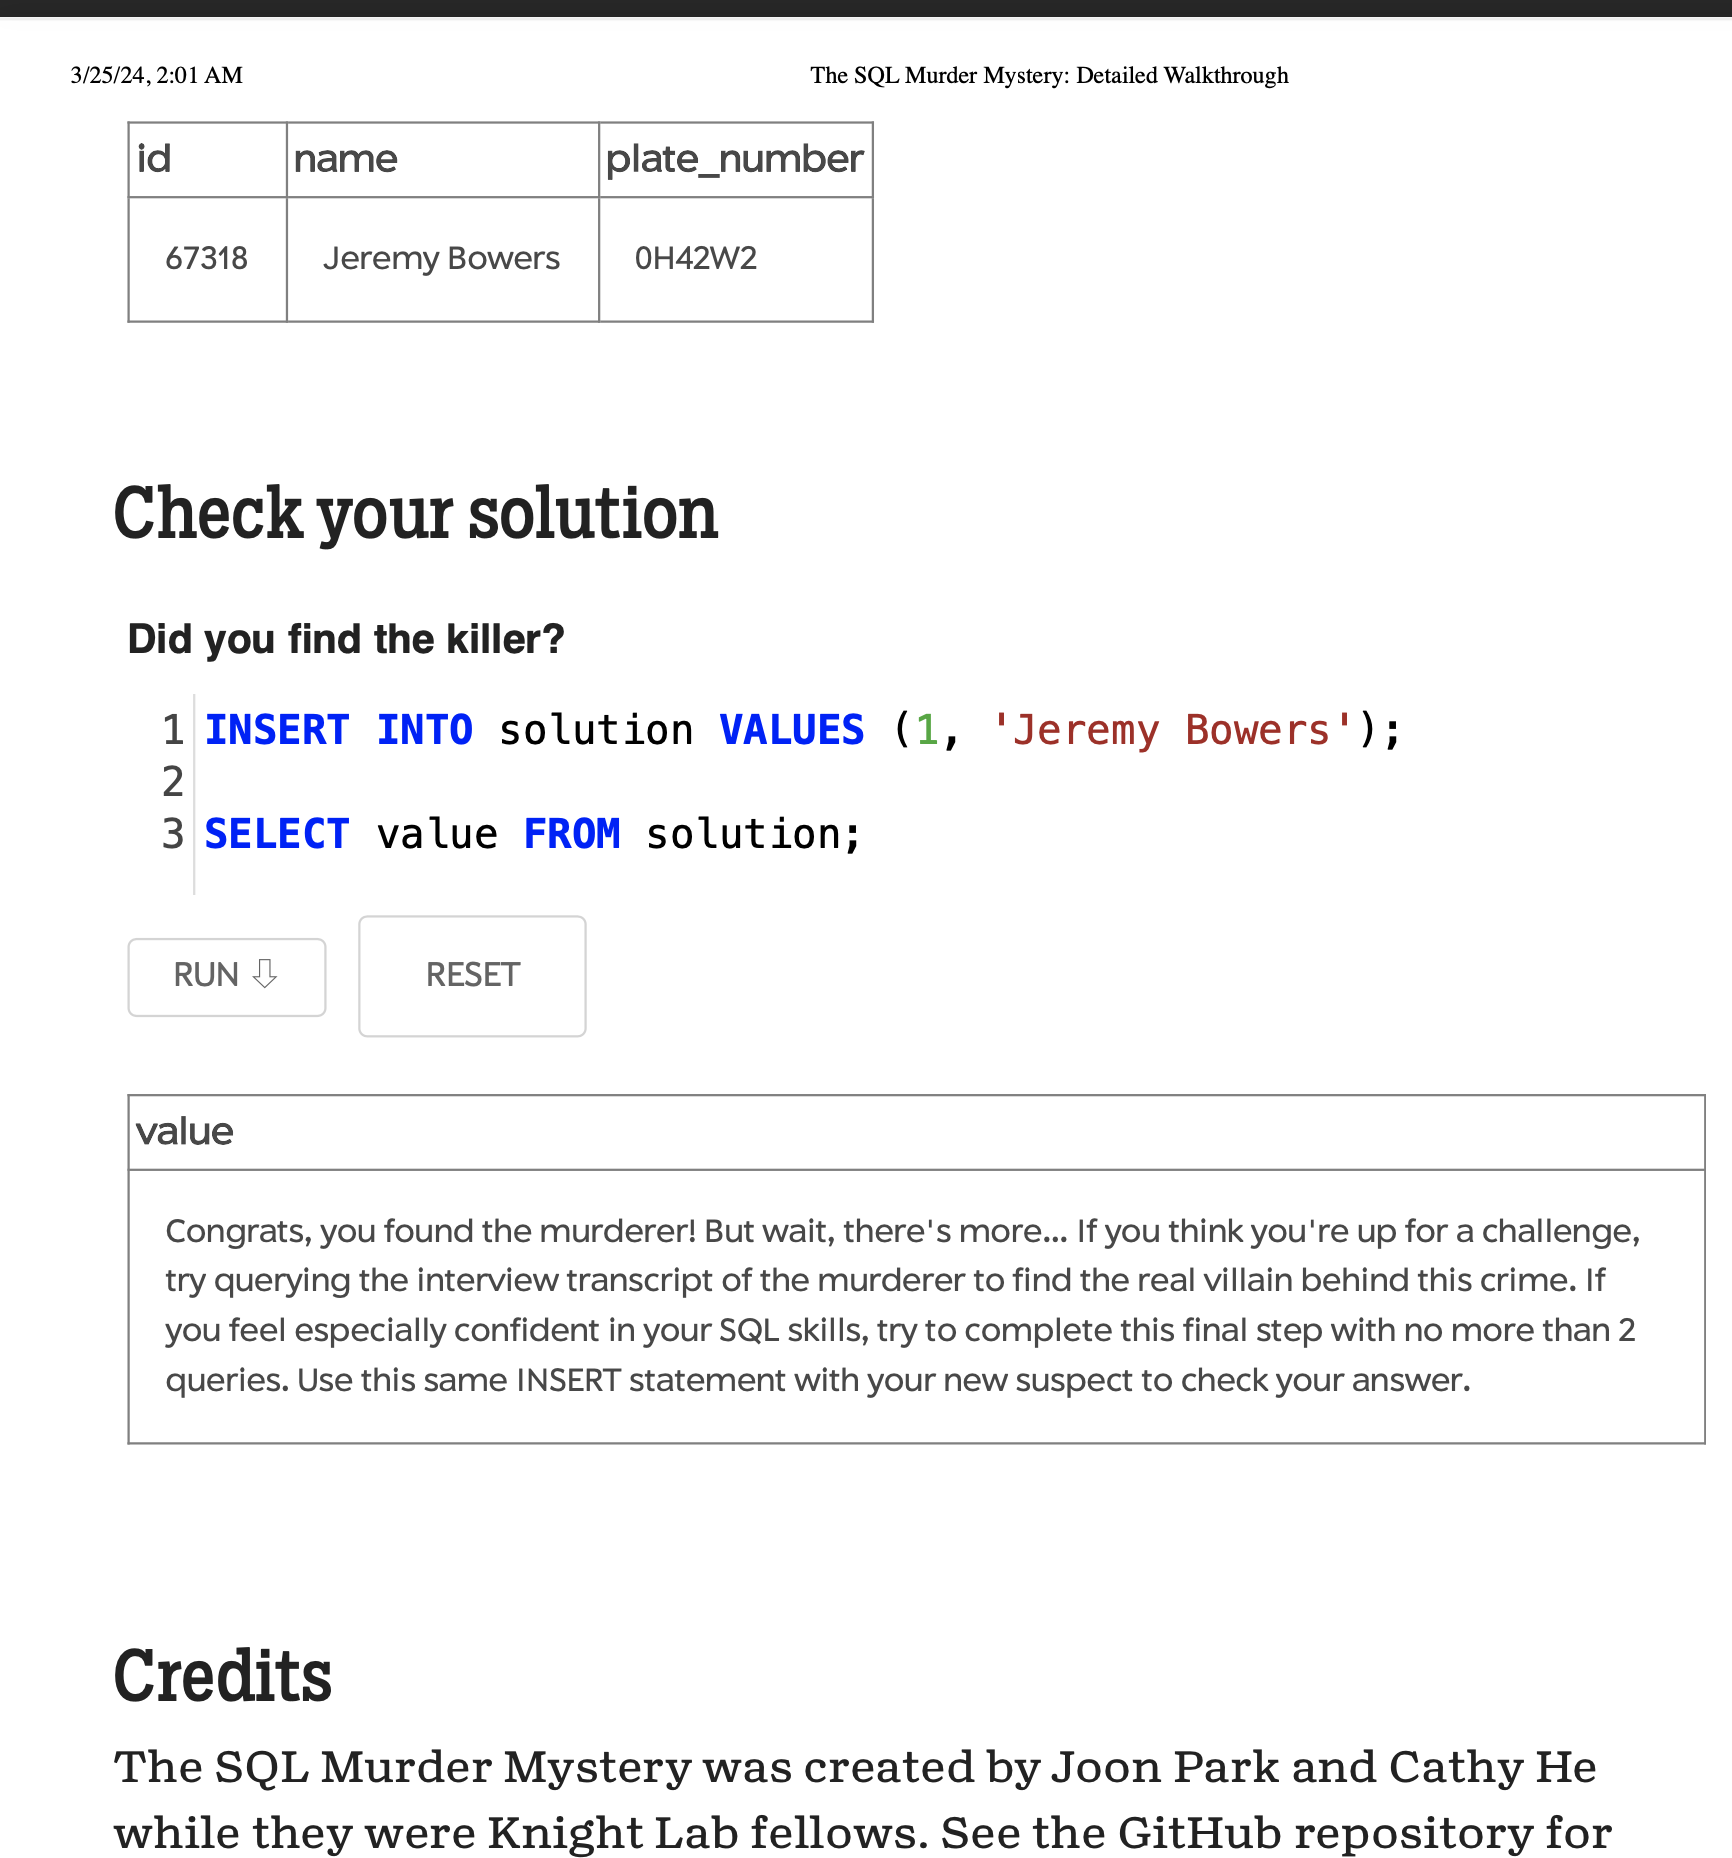 3/25/24, 2:01 AM The SQL Murder Mystery: Detailed Walkthrough
id name plate_number
67318 Jeremy Bowers 0H42W2
Check your solution
Did you find the killer?
1 INSERT INTO solution VALUES (1, 'Jeremy Bowers');
2
3 SELECT value FROM solution;
RUN ⇩ RESET
value
Congrats, you found the murderer! But wait, there's more... If you think you're up for a challenge,
try querying the interview transcript of the murderer to find the real villain behind this crime. If
you feel especially confident in your SQL skills, try to complete this final step with no more than 2
queries. Use this same INSERT statement with your new suspect to check your answer.
Credits
The SQL Murder Mystery was created by Joon Park and Cathy He
while they were Knight Lab fellows. See the GitHub repository for